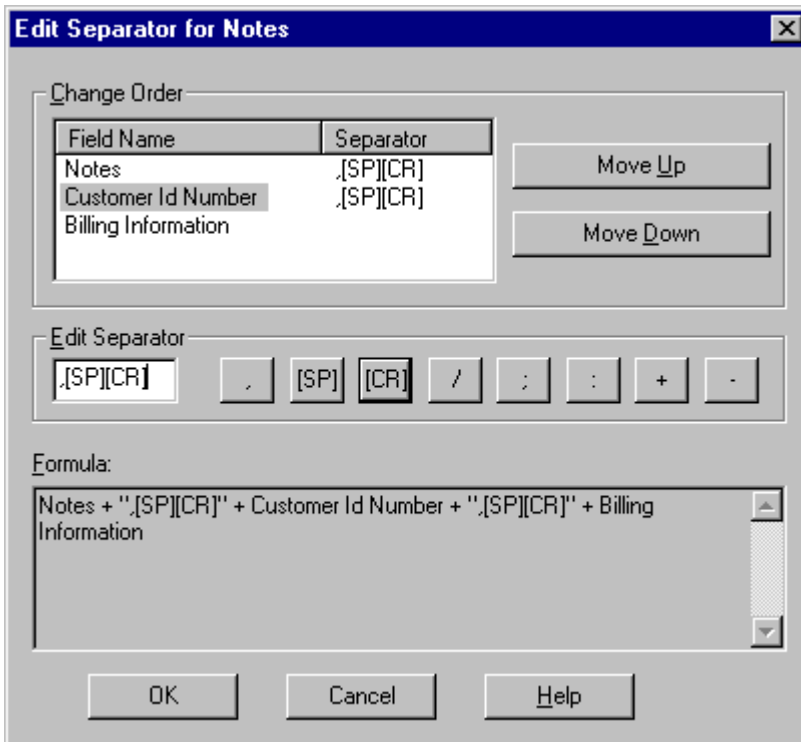 Edit Separator for Notes
Change Order
Field Name Separator
Notes ,[SP][CR]
Customer Id Number ,[SP][CR]
Billing Information
Move Up
Move Down
Edit Separator
,[SP][CR] , [SP] [CR] / ; : + -
Formula:
Notes + ",[SP][CR]" + Customer Id Number + ",[SP][CR]" + Billing
Information
OK Cancel Help